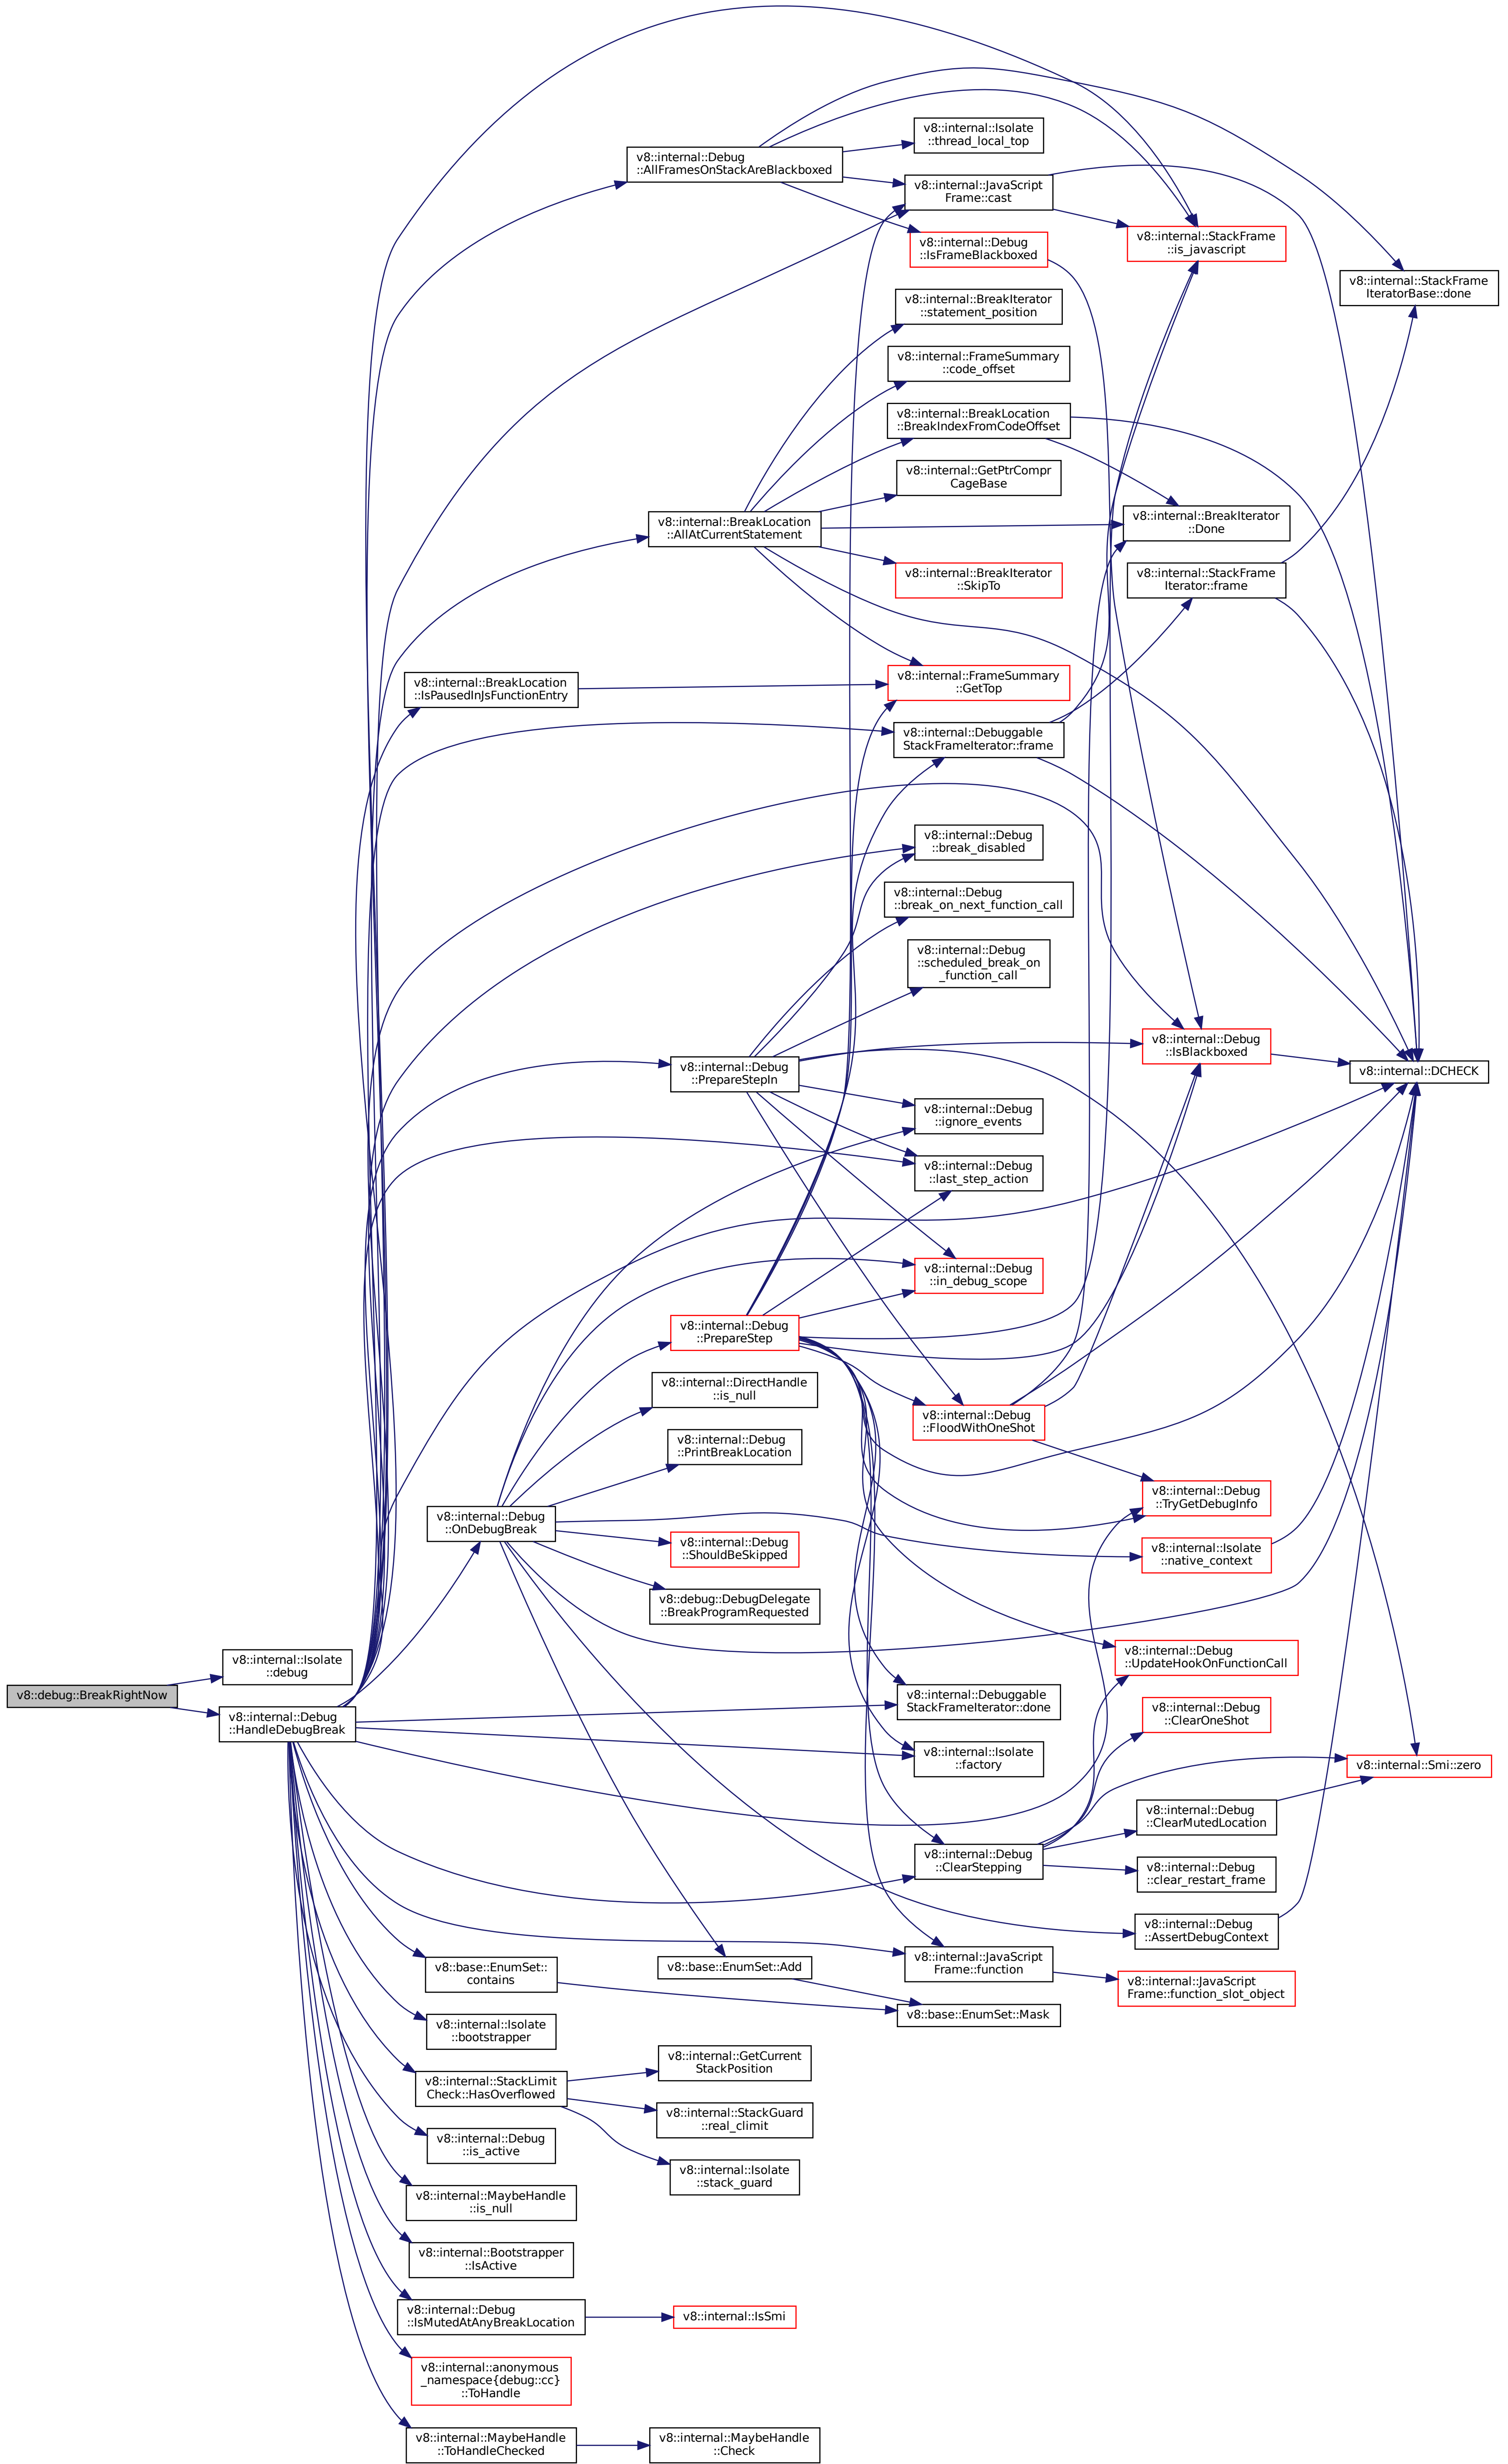 v8::internal::Isolate
::thread_local_top
v8::internal::Debug
::AllFramesOnStackAreBlackboxed
v8::internal::JavaScript
Frame::cast
v8::internal::StackFrame
::is_javascript
v8::internal::Debug
::IsFrameBlackboxed
v8::internal::StackFrame
IteratorBase::done
v8::internal::BreakIterator
::statement_position
v8::internal::FrameSummary
::code_offset
v8::internal::BreakLocation
::BreakIndexFromCodeOffset
v8::internal::GetPtrCompr
CageBase
v8::internal::BreakLocation
::AllAtCurrentStatement
v8::internal::BreakIterator
::Done
v8::internal::BreakIterator
::SkipTo
v8::internal::StackFrame
Iterator::frame
v8::internal::BreakLocation
::IsPausedInJsFunctionEntry
v8::internal::FrameSummary
::GetTop
v8::internal::Debuggable
StackFrameIterator::frame
v8::internal::Debug
::break_disabled
v8::internal::Debug
::break_on_next_function_call
v8::internal::Debug
::scheduled_break_on
_function_call
v8::internal::Debug
::IsBlackboxed
v8::internal::Debug
::PrepareStepIn
v8::internal::DCHECK
v8::internal::Debug
::ignore_events
v8::internal::Debug
::last_step_action
v8::internal::Debug
::in_debug_scope
v8::internal::Debug
::PrepareStep
v8::internal::DirectHandle
::is_null
v8::internal::Debug
::FloodWithOneShot
v8::internal::Debug
::PrintBreakLocation
v8::internal::Debug
::TryGetDebugInfo
v8::internal::Debug
::OnDebugBreak
v8::internal::Debug
::ShouldBeSkipped
v8::internal::Isolate
::native_context
v8::debug::DebugDelegate
::BreakProgramRequested
v8::internal::Isolate
::debug
v8::internal::Debug
::UpdateHookOnFunctionCall
v8::debug::BreakRightNow
v8::internal::Debuggable
StackFrameIterator::done
v8::internal::Debug
::HandleDebugBreak
v8::internal::Debug
::ClearOneShot
v8::internal::Isolate
::factory
v8::internal::Smi::zero
v8::internal::Debug
::ClearMutedLocation
v8::internal::Debug
::ClearStepping
v8::internal::Debug
::clear_restart_frame
v8::internal::Debug
::AssertDebugContext
v8::base::EnumSet::
contains
v8::base::EnumSet::Add
v8::internal::JavaScript
Frame::function
v8::internal::JavaScript
Frame::function_slot_object
v8::base::EnumSet::Mask
v8::internal::Isolate
::bootstrapper
v8::internal::GetCurrent
StackPosition
v8::internal::StackLimit
Check::HasOverflowed
v8::internal::StackGuard
::real_climit
v8::internal::Debug
::is_active
v8::internal::Isolate
::stack_guard
v8::internal::MaybeHandle
::is_null
v8::internal::Bootstrapper
::IsActive
v8::internal::Debug
::IsMutedAtAnyBreakLocation
v8::internal::IsSmi
v8::internal::anonymous
_namespace{debug::cc}
::ToHandle
v8::internal::MaybeHandle
::ToHandleChecked
v8::internal::MaybeHandle
::Check